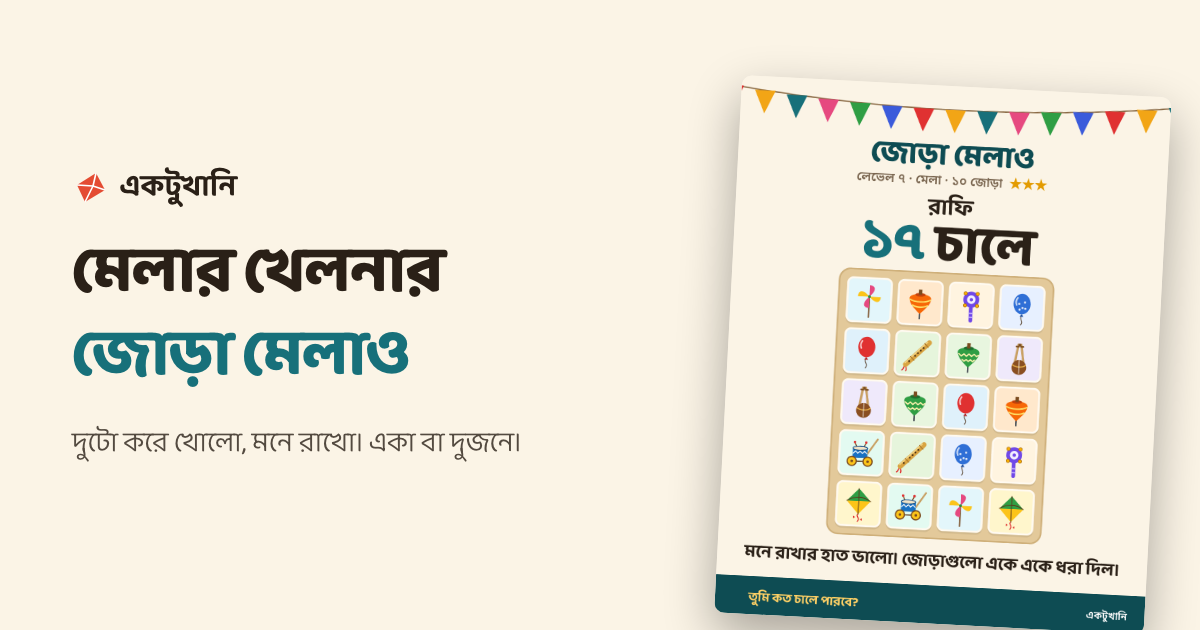 একটুখানি
মেলার খেলনার
জোড়া মেলাও
দুটো করে খোলো, মনে রাখো। একা বা দুজনে।
জোড়া মেলাও
লেভেল ৭ · মেলা · ১০ জোড়া ★★★
রাফি
১৭ চালে
মনে রাখার হাত ভালো। জোড়াগুলো একে একে ধরা দিল।
তুমি কত চালে পারবে?
একটুখানি